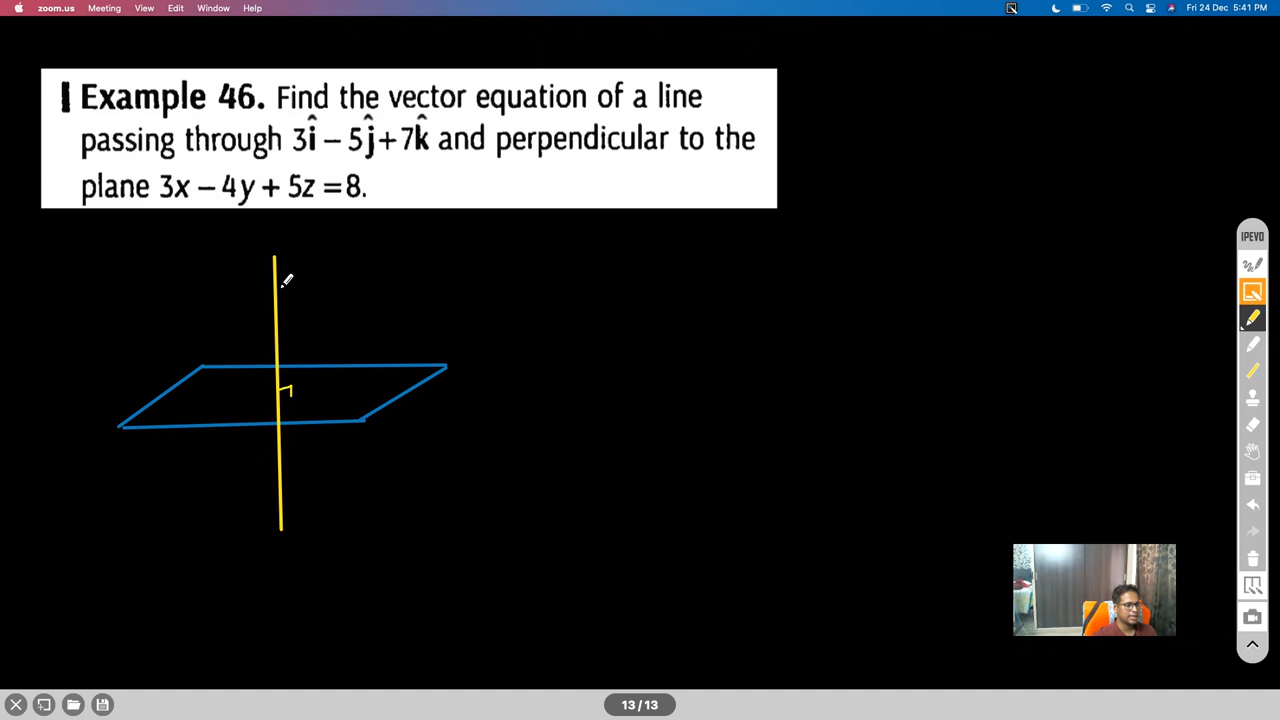 zoom.us Meeting View Edit Window Help Fri 24 Dec 5:41 PM
Example 46. Find the vector equation of a line
passing through 3î − 5ĵ + 7k̂ and perpendicular to the
plane 3x − 4y + 5z = 8.
IPEVO
13/13